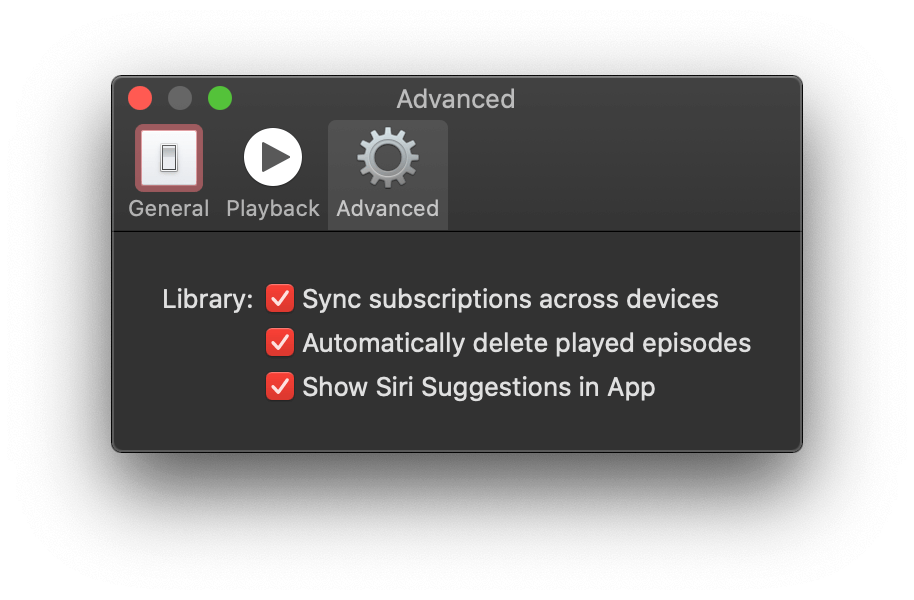 Advanced
General Playback Advanced
Library: Sync subscriptions across devices
Automatically delete played episodes
Show Siri Suggestions in App